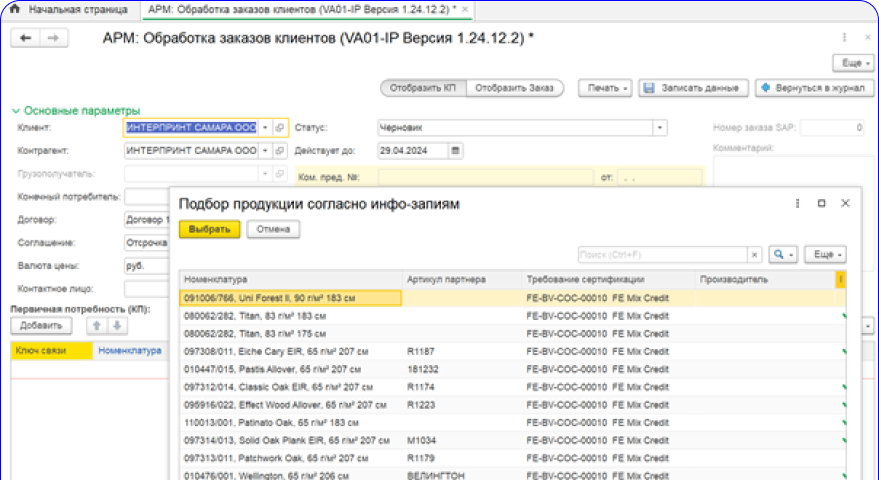 Начальная страница
АРМ: Обработка заказов клиентов (VA01-IP Версия 1.24.12.2) * ×
АРМ: Обработка заказов клиентов (VA01-IP Версия 1.24.12.2) *
Еще
Отобразить КП Отобразить Заказ Печать Записать данные Вернуться в журнал
Основные параметры
Клиент: ИНТЕРПРИНТ САМАРА ООО Статус: Черновик Номер заказа SAP: 0
Контрагент: ИНТЕРПРИНТ САМАРА ООО Действует до: 29.04.2024 Комментарий:
Грузополучатель: Ком. пред. №: от: . .
Конечный потребитель:
Договор: Договор 1
Соглашение: Отсрочка
Валюта цены: руб.
Контактное лицо:
Первичная потребность (КП):
Добавить
Ключ связи Номенклатура
Подбор продукции согласно инфо-запиям
Выбрать Отмена
Поиск (Ctrl+F) × Еще
Номенклатура Артикул партнера Требование сертификации Производитель
091006/766, Uni Forest II, 90 г/м² 183 см FE-BV-COC-00010 FE Mix Credit
080062/282, Titan, 83 г/м² 183 см FE-BV-COC-00010 FE Mix Credit
080062/282, Titan, 83 г/м² 175 см FE-BV-COC-00010 FE Mix Credit
097308/011, Eiche Cary EIR, 65 г/м² 207 см R1187 FE-BV-COC-00010 FE Mix Credit
010447/015, Pastis Allover, 65 г/м² 207 см 181232 FE-BV-COC-00010 FE Mix Credit
097312/014, Classic Oak EIR, 65 г/м² 207 см R1174 FE-BV-COC-00010 FE Mix Credit
095916/022, Effect Wood Allover, 65 г/м² 207 см R1223 FE-BV-COC-00010 FE Mix Credit
110013/001, Patinato Oak, 65 г/м² 183 см FE-BV-COC-00010 FE Mix Credit
097314/013, Solid Oak Plank EIR, 65 г/м² 207 см M1034 FE-BV-COC-00010 FE Mix Credit
097313/011, Patchwork Oak, 65 г/м² 207 см R1179 FE-BV-COC-00010 FE Mix Credit
010476/001, Wellington, 65 г/м² 206 см ВЕЛИНГТОН FE-BV-COC-00010 FE Mix Credit